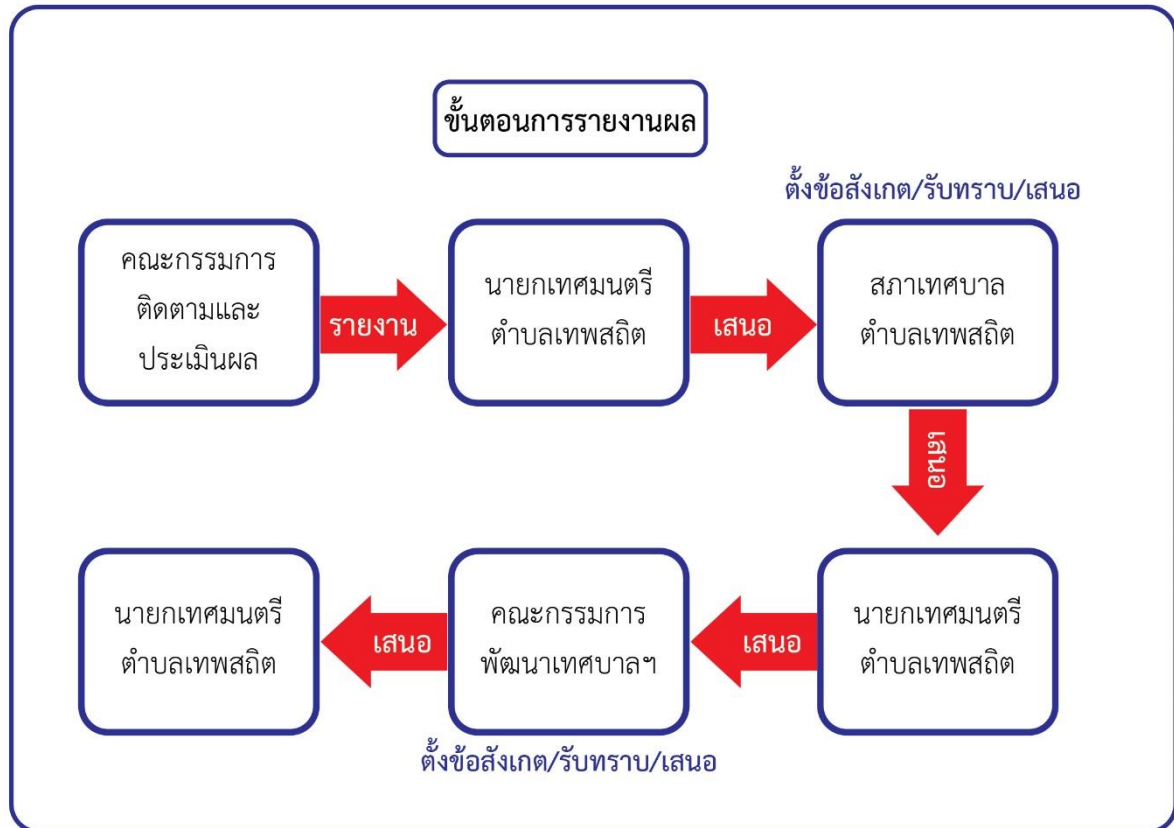 ขั้นตอนการรายงานผล
คณะกรรมการ
ติดตามและ
ประเมินผล
รายงาน
นายกเทศมนตรี
ตำบลเทพสถิต
เสนอ
ตั้งข้อสังเกต/รับทราบ/เสนอ
สภาเทศบาล
ตำบลเทพสถิต
เสนอ
นายกเทศมนตรี
ตำบลเทพสถิต
เสนอ
คณะกรรมการ
พัฒนาเทศบาลฯ
ตั้งข้อสังเกต/รับทราบ/เสนอ
เสนอ
นายกเทศมนตรี
ตำบลเทพสถิต